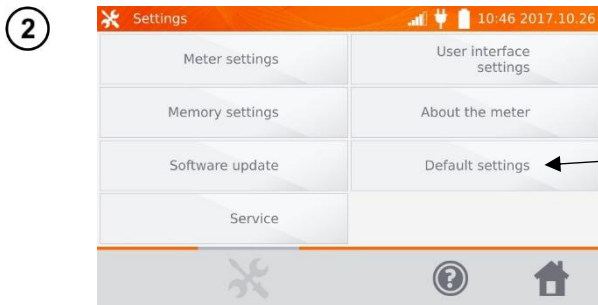 2
Settings
10:46 2017.10.26
Meter settings
User interface
settings
Memory settings
About the meter
Software update
Default settings
Service
?